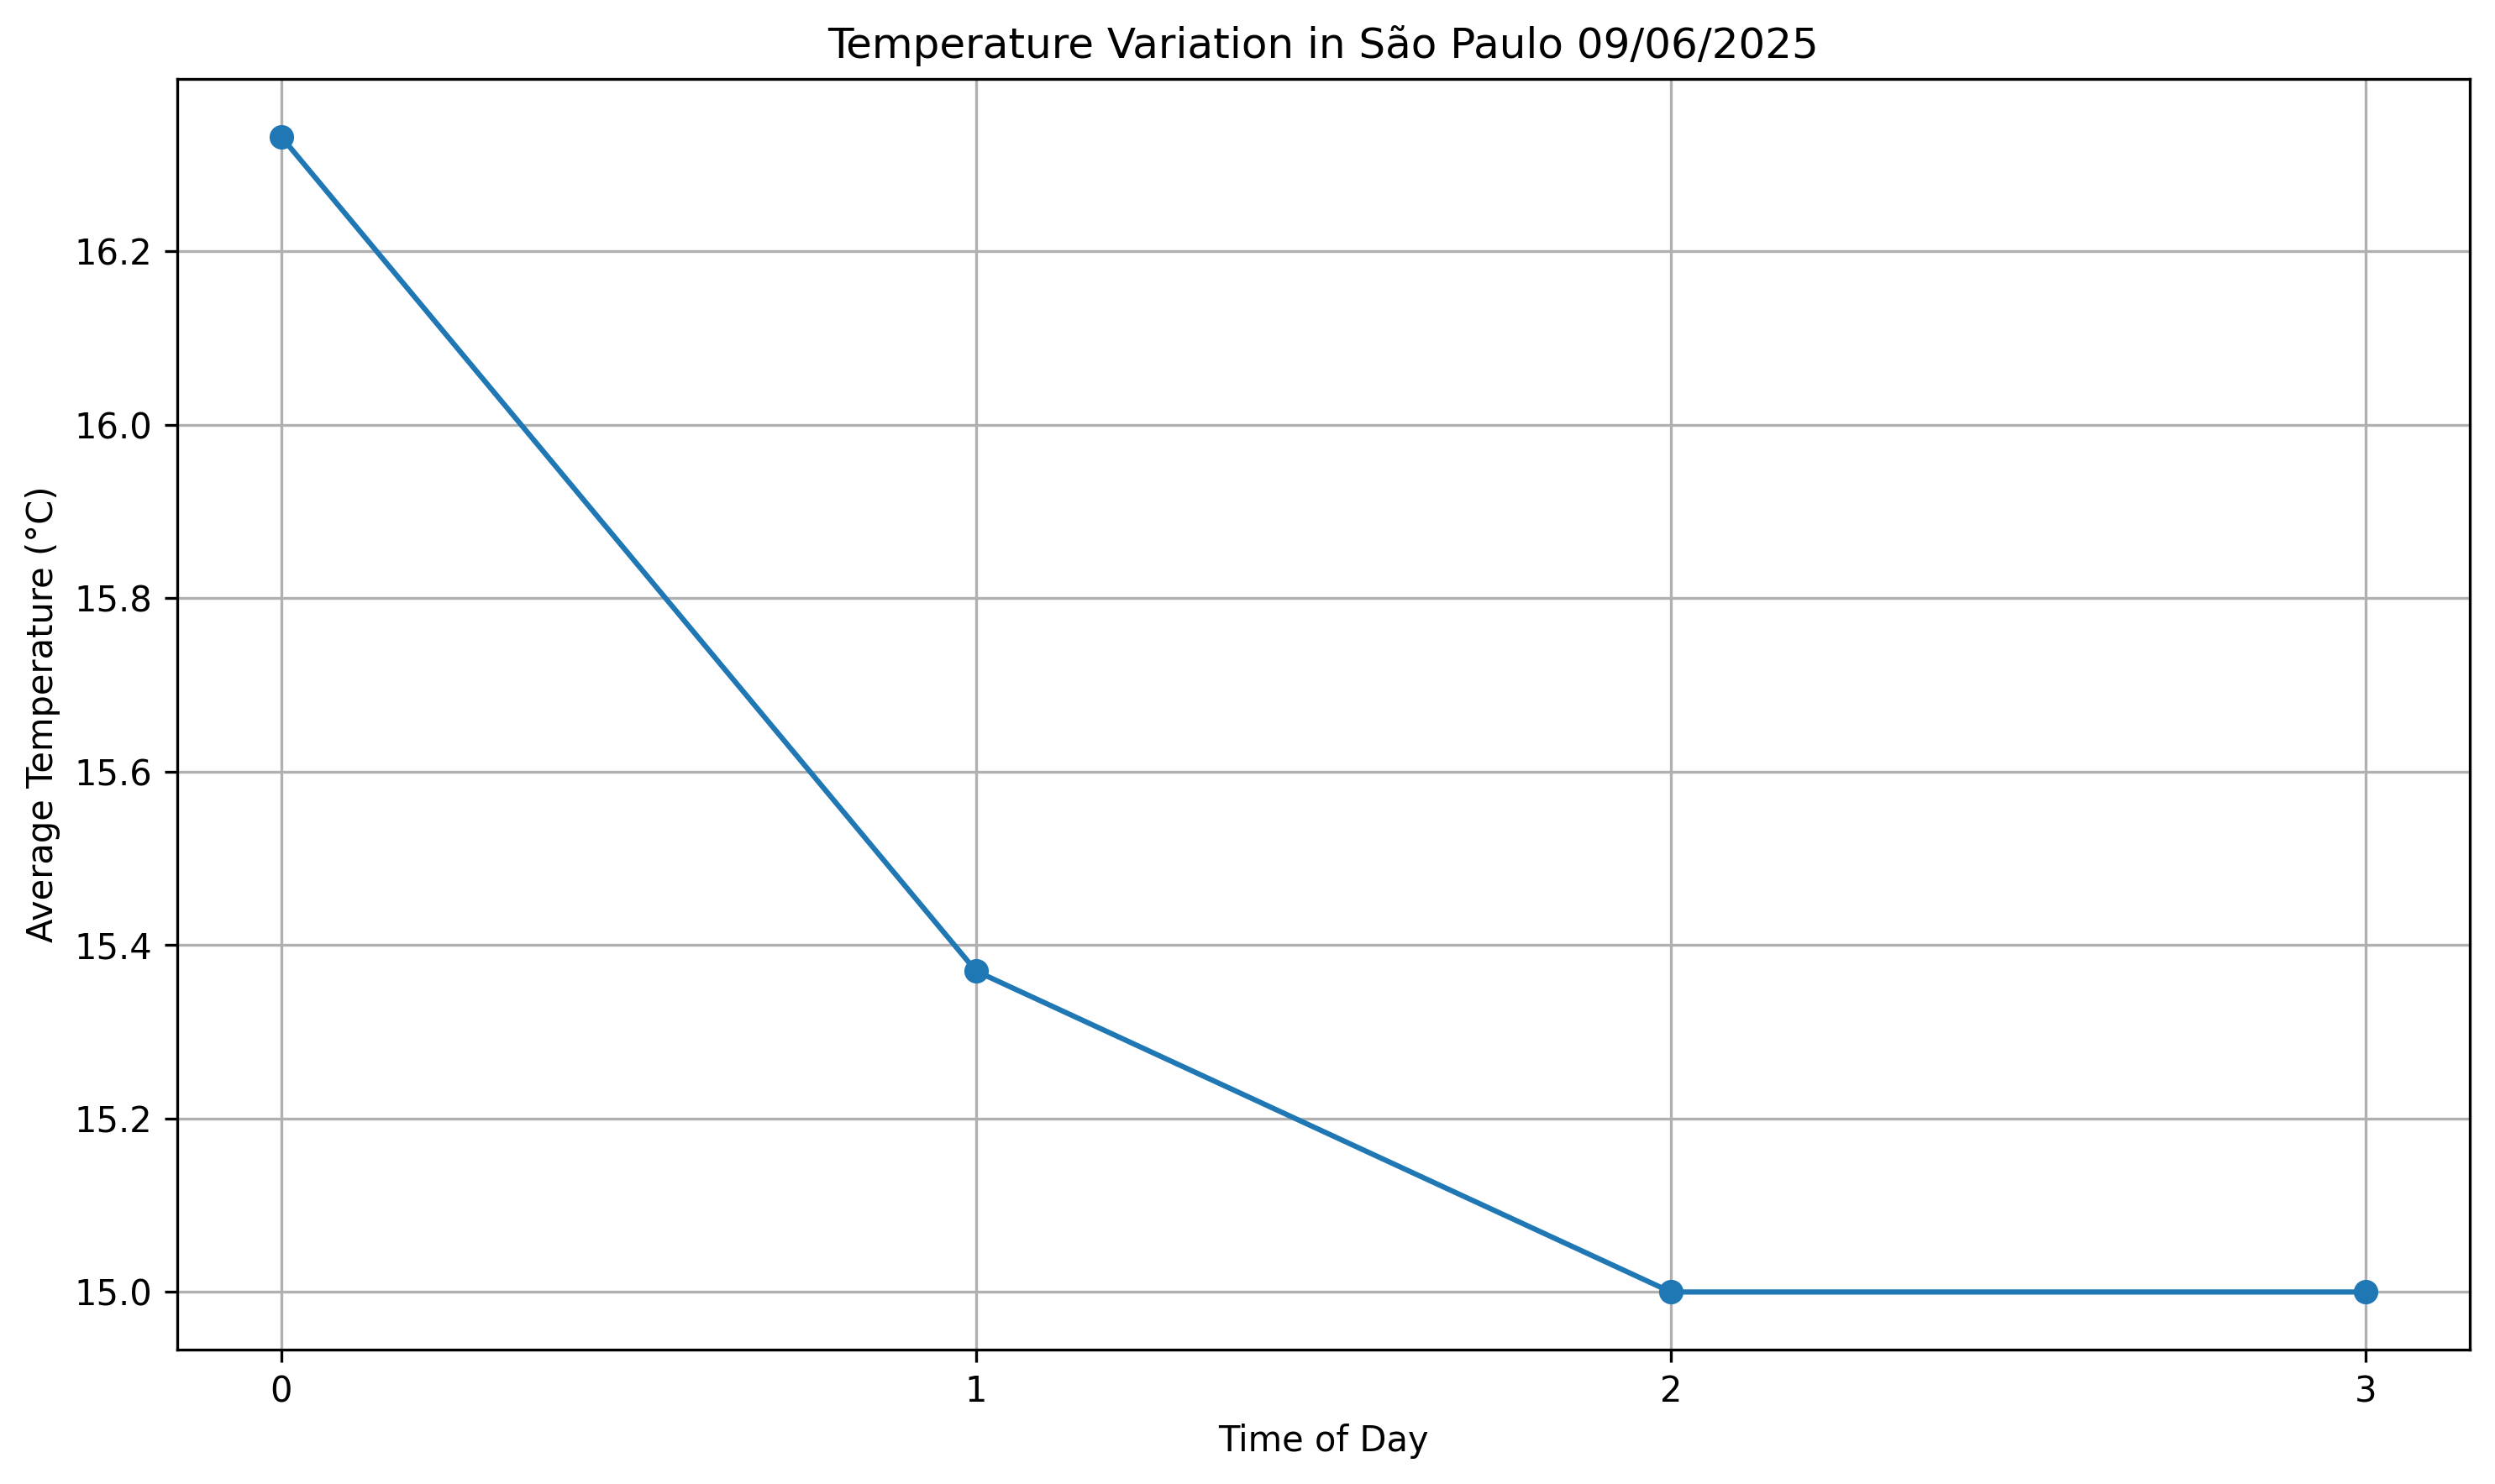 Temperature Variation in São Paulo 09/06/2025
Average Temperature (°C)
16.2
16.0
15.8
15.6
15.4
15.2
15.0
0 1 2 3
Time of Day